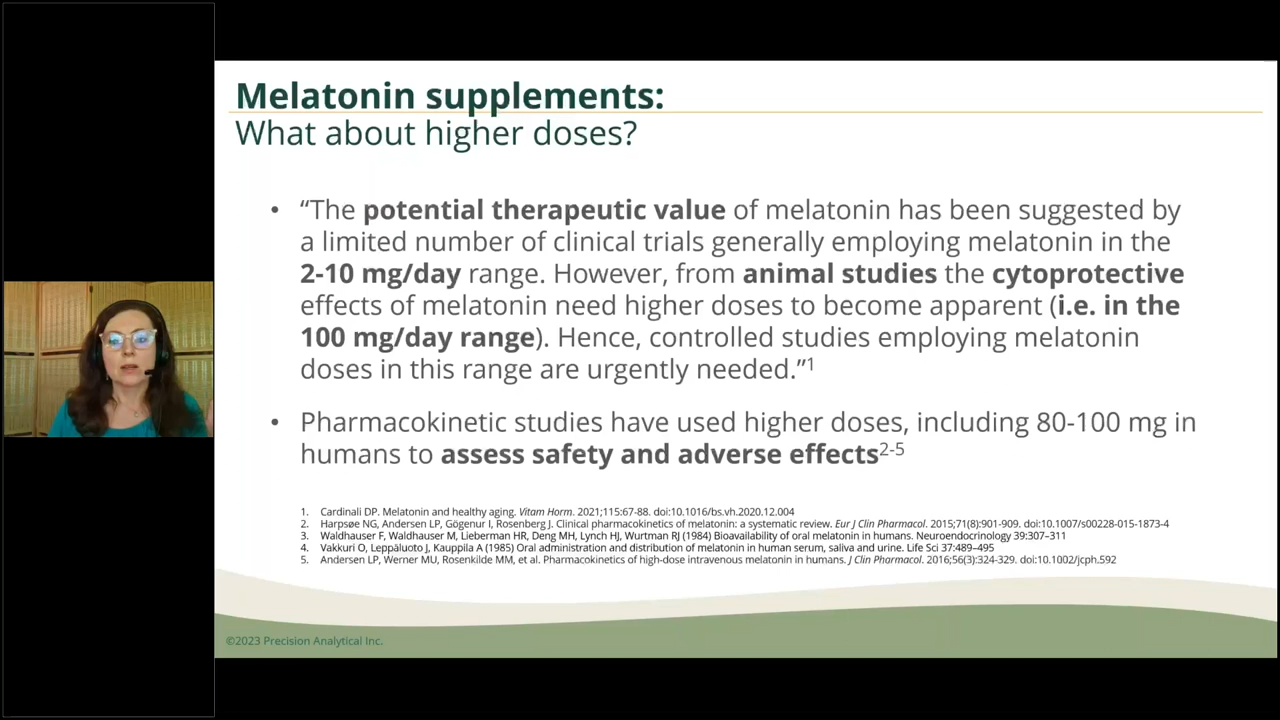 Melatonin supplements:
What about higher doses?
• “The potential therapeutic value of melatonin has been suggested by
a limited number of clinical trials generally employing melatonin in the
2-10 mg/day range. However, from animal studies the cytoprotective
effects of melatonin need higher doses to become apparent (i.e. in the
100 mg/day range). Hence, controlled studies employing melatonin
doses in this range are urgently needed.”1
• Pharmacokinetic studies have used higher doses, including 80-100 mg in
humans to assess safety and adverse effects2-5
1. Cardinali DP. Melatonin and healthy aging. Vitam Horm. 2021;115:67-88. doi:10.1016/bs.vh.2020.12.004
2. Harpsøe NG, Andersen LP, Gögenur I, Rosenberg J. Clinical pharmacokinetics of melatonin: a systematic review. Eur J Clin Pharmacol. 2015;71(8):901-909. doi:10.1007/s00228-015-1873-4
3. Waldhauser F, Waldhauser M, Lieberman HR, Deng MH, Lynch HJ, Wurtman RJ (1984) Bioavailability of oral melatonin in humans. Neuroendocrinology 39:307–311
4. Vakkuri O, Leppäluoto J, Kauppila A (1985) Oral administration and distribution of melatonin in human serum, saliva and urine. Life Sci 37:489–495
5. Andersen LP, Werner MU, Rosenkilde MM, et al. Pharmacokinetics of high-dose intravenous melatonin in humans. J Clin Pharmacol. 2016;56(3):324-329. doi:10.1002/jcph.592
©2023 Precision Analytical Inc.